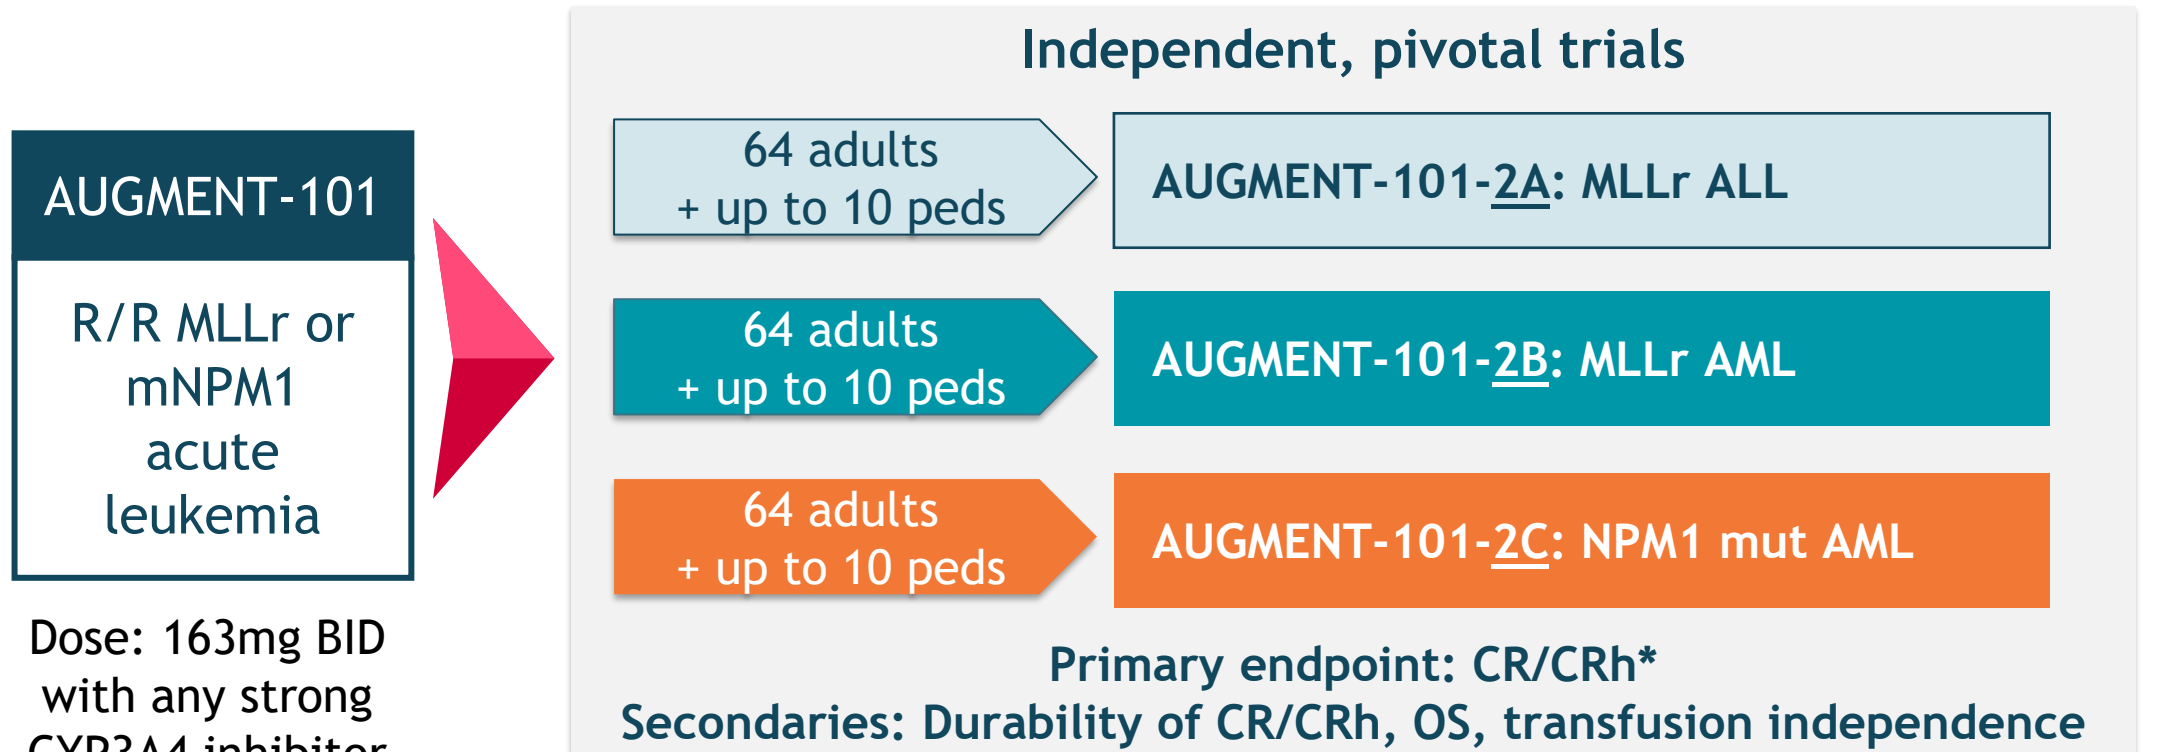 Independent, pivotal trials
AUGMENT-101
R/R MLLr or
mNPM1
acute
leukemia
Dose: 163mg BID
with any strong
CYP3A4 inhibitor
64 adults
+ up to 10 peds
AUGMENT-101-2A: MLLr ALL
64 adults
+ up to 10 peds
AUGMENT-101-2B: MLLr AML
64 adults
+ up to 10 peds
AUGMENT-101-2C: NPM1 mut AML
Primary endpoint: CR/CRh*
Secondaries: Durability of CR/CRh, OS, transfusion independence